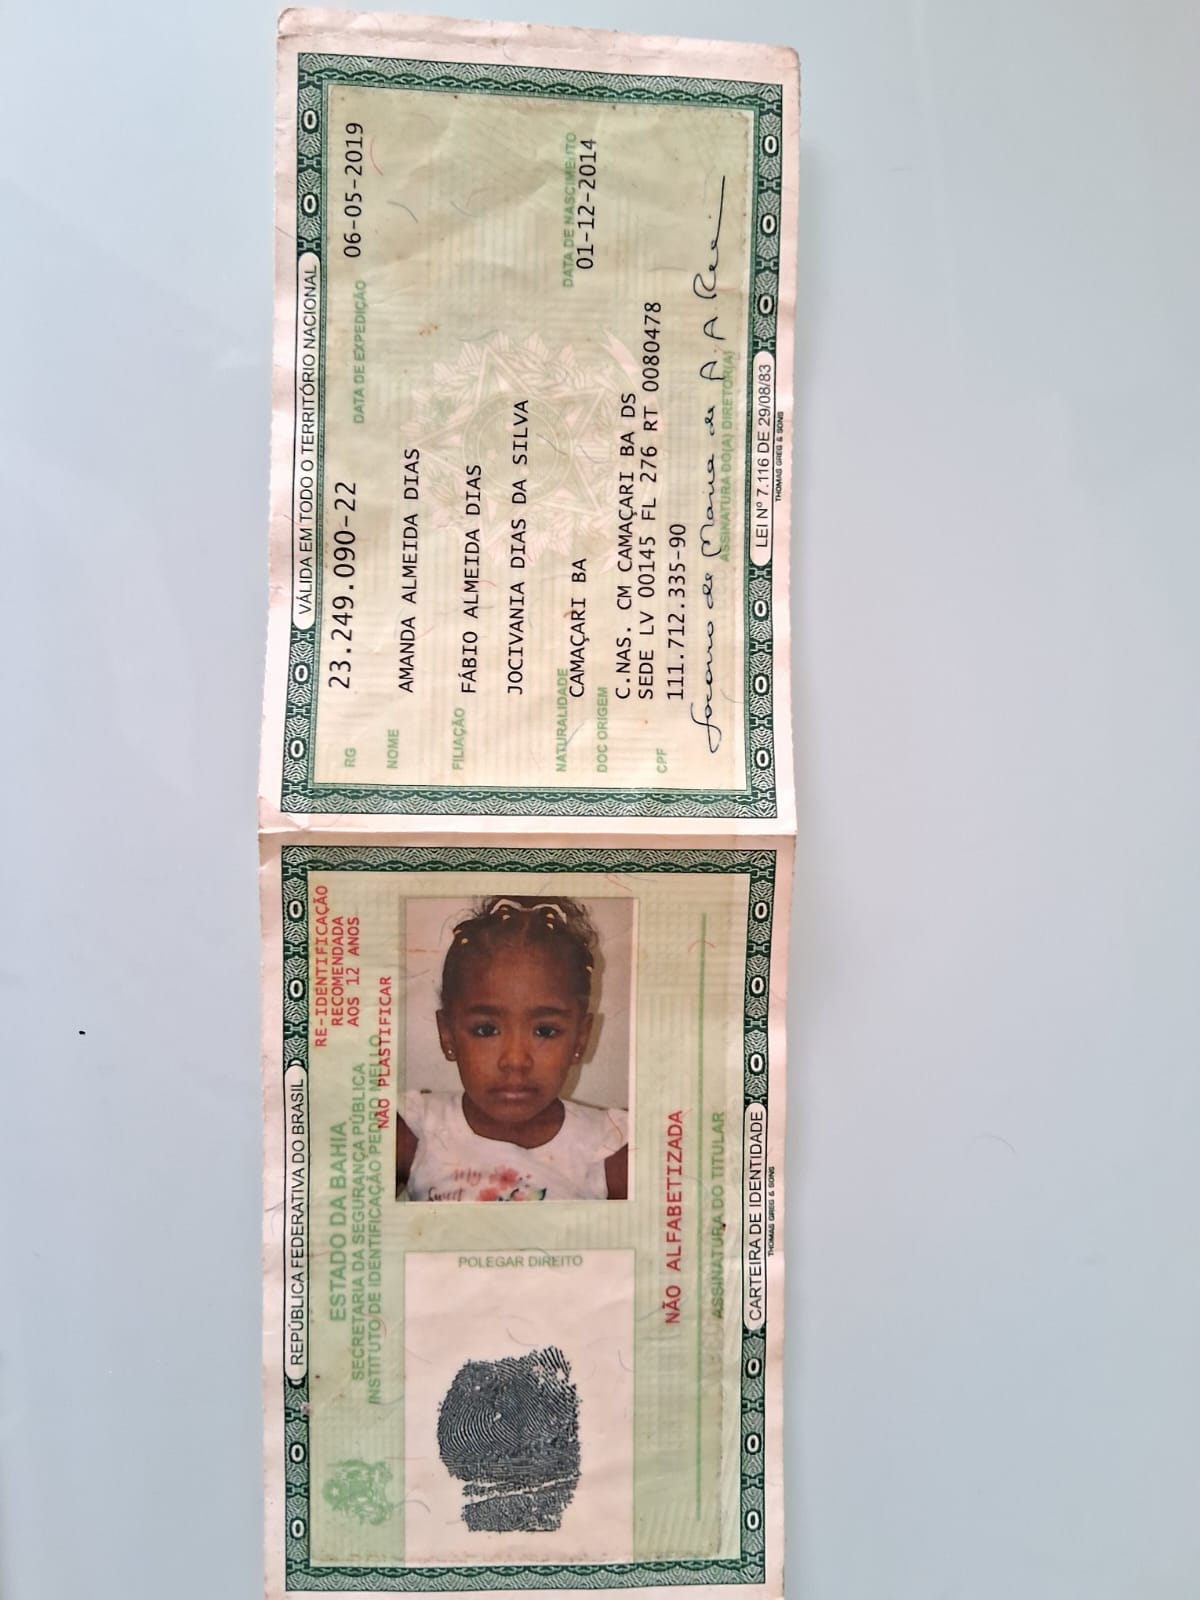 VÁLIDA EM TODO O TERRITÓRIO NACIONAL
RG 23.249.090-22 DATA DE EXPEDIÇÃO 06-05-2019
NOME AMANDA ALMEIDA DIAS
FILIAÇÃO FÁBIO ALMEIDA DIAS
JOCIVANIA DIAS DA SILVA
NATURALIDADE DATA DE NASCIMENTO
CAMAÇARI BA 01-12-2014
DOC ORIGEM C.NAS. CM CAMAÇARI BA DS
SEDE LV 00145 FL 276 RT 0080478
CPF 111.712.335-90
ASSINATURA DO(A) DIRETOR(A)
LEI Nº 7.116 DE 29/08/83
THOMAS GREG & SONS
REPÚBLICA FEDERATIVA DO BRASIL
RE-IDENTIFICAÇÃO
RECOMENDADA
AOS 12 ANOS
ESTADO DA BAHIA
SECRETARIA DA SEGURANÇA PÚBLICA
INSTITUTO DE IDENTIFICAÇÃO PEDRO MELLO
NÃO PLASTIFICAR
POLEGAR DIREITO
my
sweet
NÃO ALFABETIZADA
ASSINATURA DO TITULAR
CARTEIRA DE IDENTIDADE
THOMAS GREG & SONS